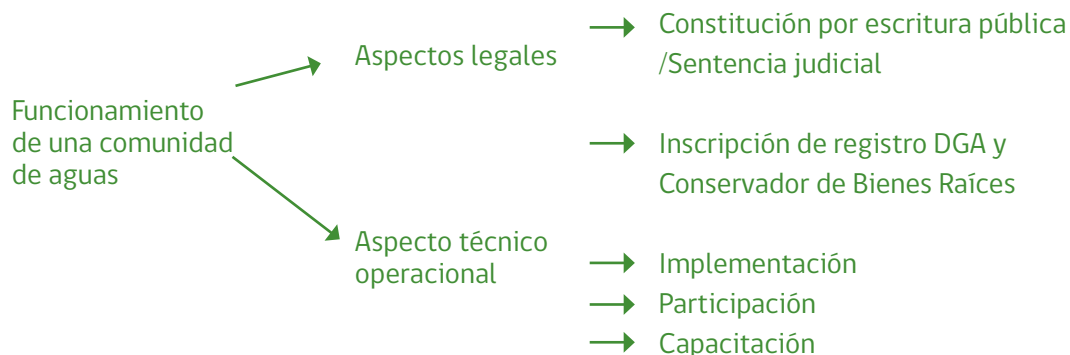 Funcionamiento
de una comunidad
de aguas
Aspectos legales
Constitución por escritura pública
/Sentencia judicial
Inscripción de registro DGA y
Conservador de Bienes Raíces
Aspecto técnico
operacional
Implementación
Participación
Capacitación